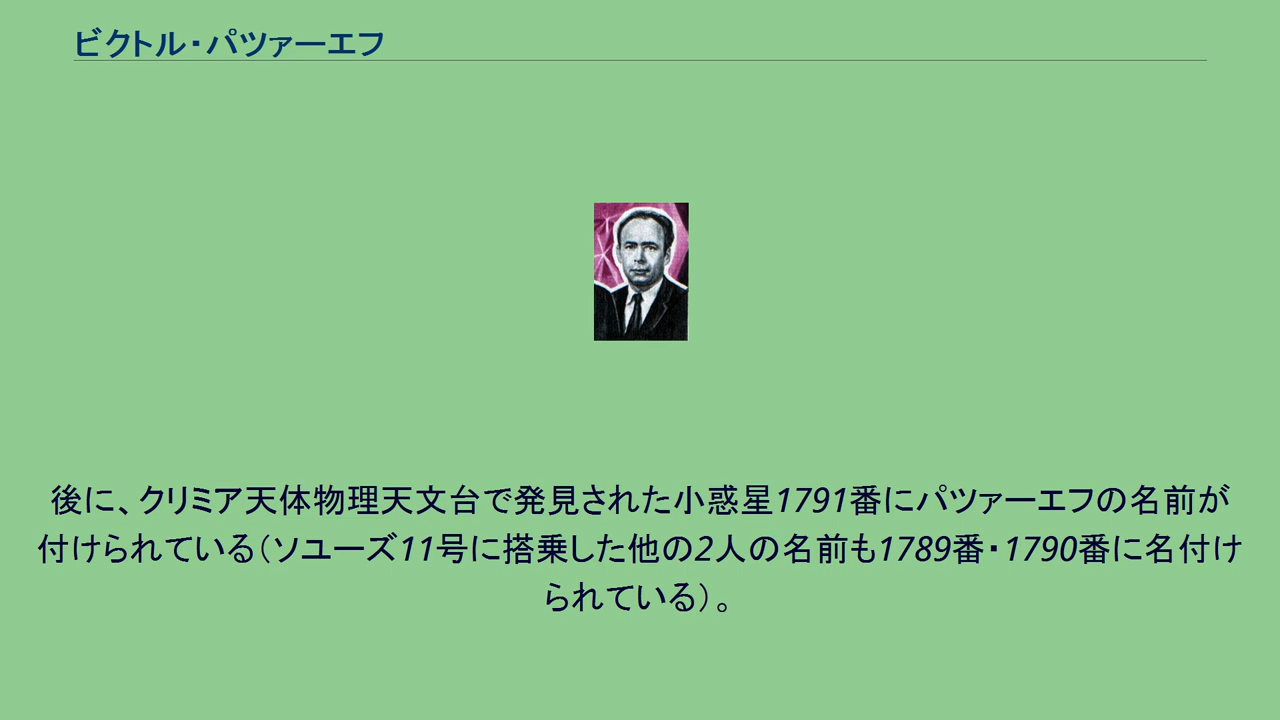 ビクトル・パツァーエフ
後に、クリミア天体物理天文台で発見された小惑星1791番にパツァーエフの名前が
付けられている（ソユーズ11号に搭乗した他の2人の名前も1789番・1790番に名付け
られている）。